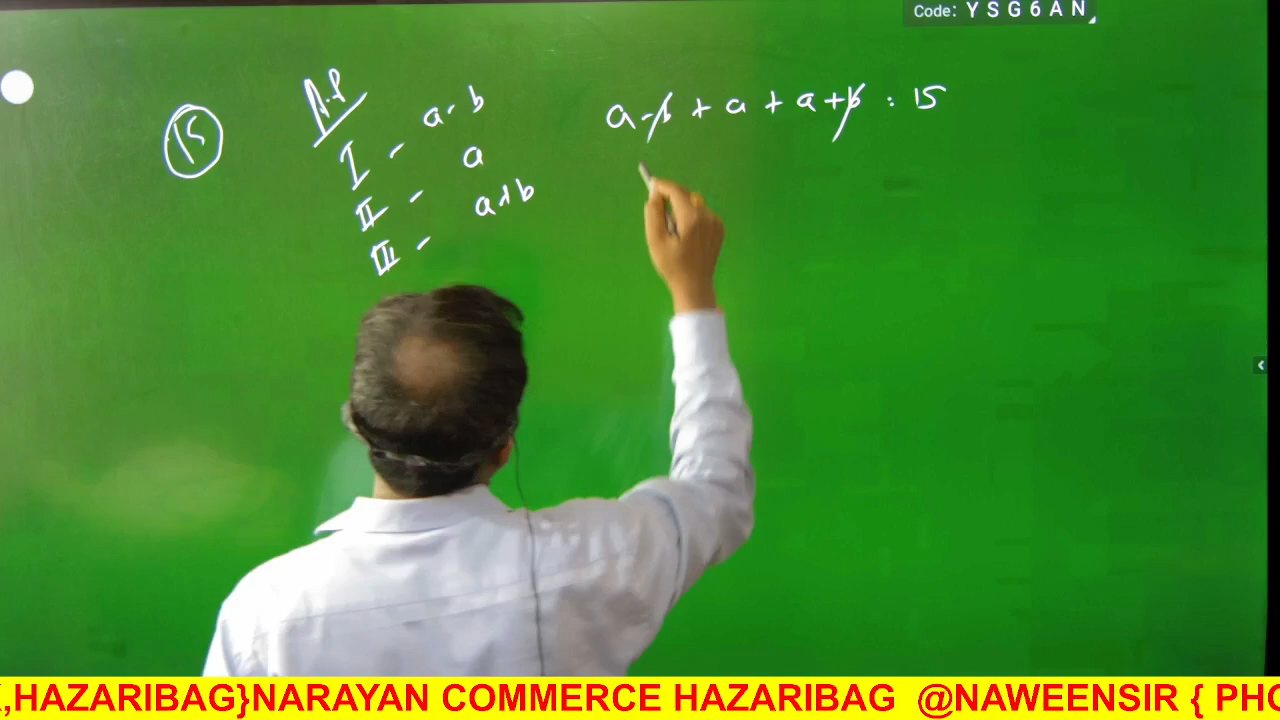 Code: Y S G 6 A N
15
A.P
a-b + a + a+b : 15
I - a-b
II - a
III - a+b
,HAZARIBAG}NARAYAN COMMERCE HAZARIBAG @NAWEENSIR { PHO